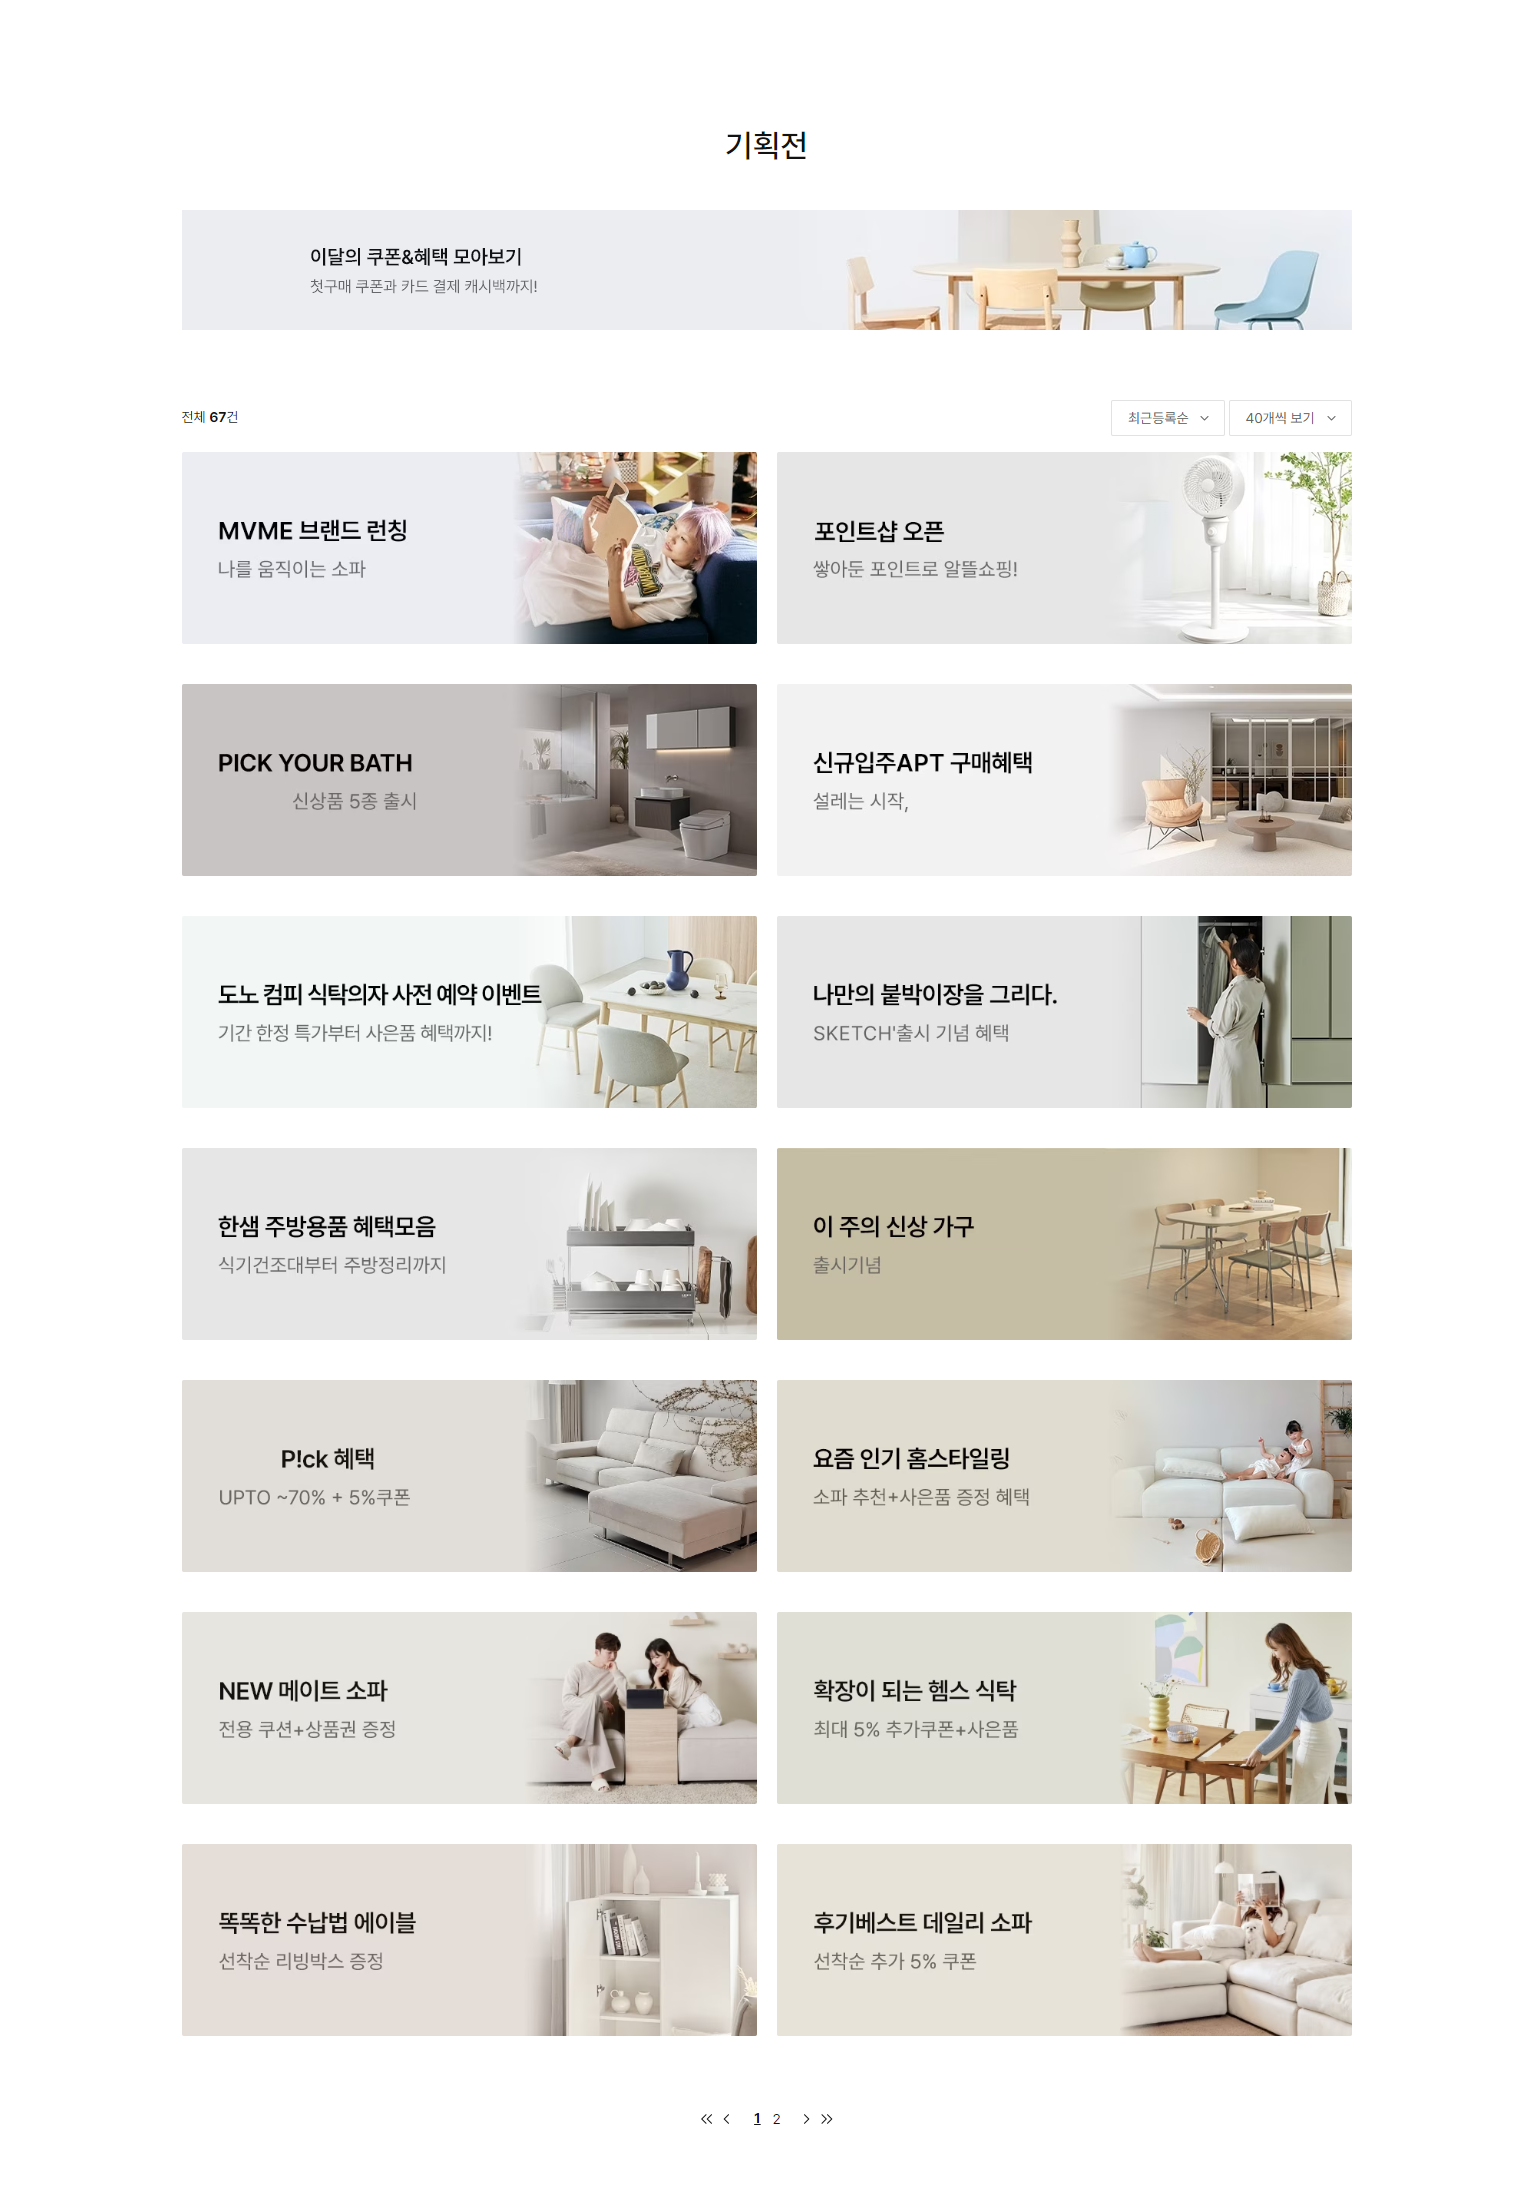 기획전
이달의 쿠폰&혜택 모아보기
첫구매 쿠폰과 카드 결제 캐시백까지!
전체 67건
최근등록순
40개씩 보기
MVME 브랜드 런칭
나를 움직이는 소파
포인트샵 오픈
쌓아둔 포인트로 알뜰쇼핑!
PICK YOUR BATH
신상품 5종 출시
신규입주APT 구매혜택
설레는 시작,
도노 컴피 식탁의자 사전 예약 이벤트
기간 한정 특가부터 사은품 혜택까지!
나만의 붙박이장을 그리다.
SKETCH'출시 기념 혜택
한샘 주방용품 혜택모음
식기건조대부터 주방정리까지
이 주의 신상 가구
출시기념
P!ck 혜택
UPTO ~70% + 5%쿠폰
요즘 인기 홈스타일링
소파 추천+사은품 증정 혜택
NEW 메이트 소파
전용 쿠션+상품권 증정
확장이 되는 헴스 식탁
최대 5% 추가쿠폰+사은품
똑똑한 수납법 에이블
선착순 리빙박스 증정
후기베스트 데일리 소파
선착순 추가 5% 쿠폰
1 2